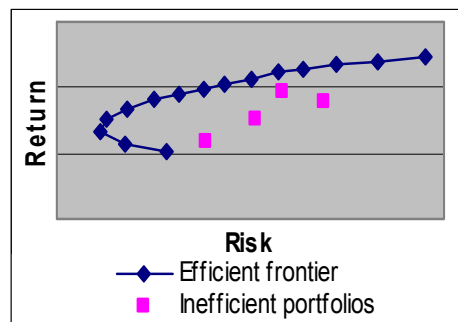 Return
Risk
Efficient frontier
Inefficient portfolios